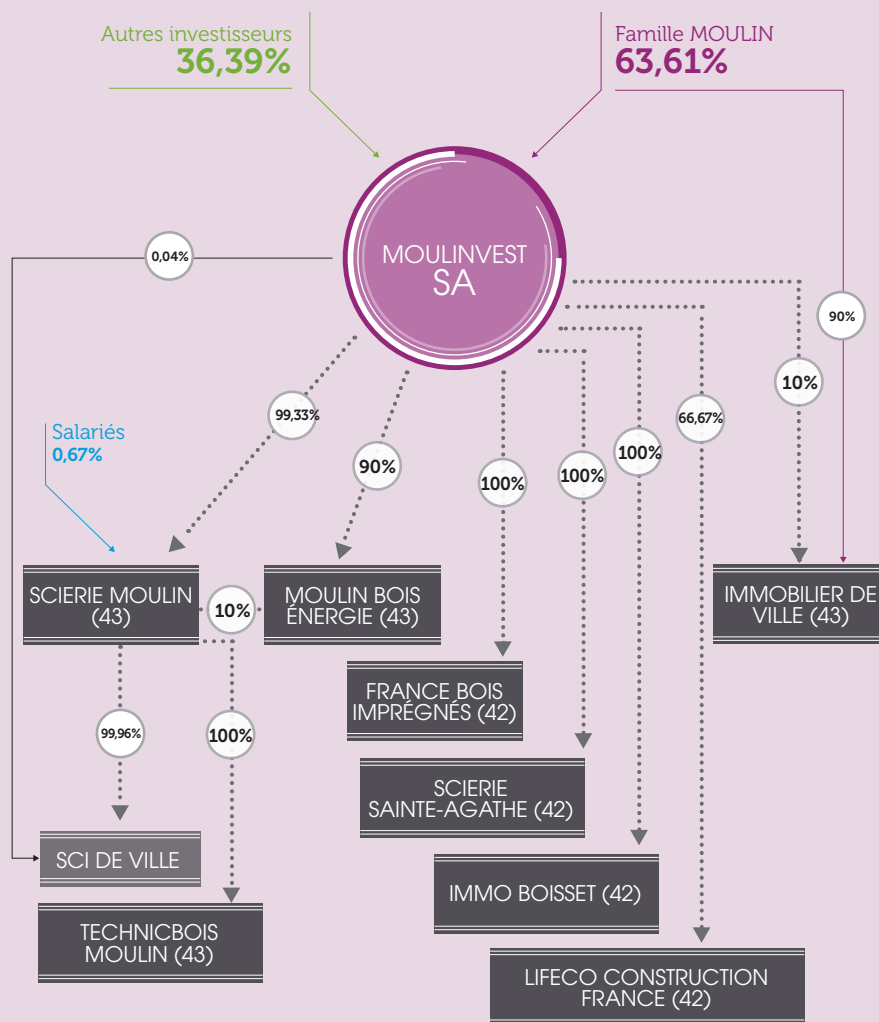 Autres investisseurs
36,39%
Famille MOULIN
63,61%
MOULINVEST
SA
0,04%
90%
10%
99,33%
66,67%
Salariés
0,67%
90%
100%
100%
100%
SCIERIE MOULIN
(43)
10%
MOULIN BOIS
ÉNERGIE (43)
IMMOBILIER DE
VILLE (43)
FRANCE BOIS
IMPRÉGNÉS (42)
99,96%
100%
SCIERIE
SAINTE-AGATHE (42)
SCI DE VILLE
IMMO BOISSET (42)
TECHNICBOIS
MOULIN (43)
LIFECO CONSTRUCTION
FRANCE (42)